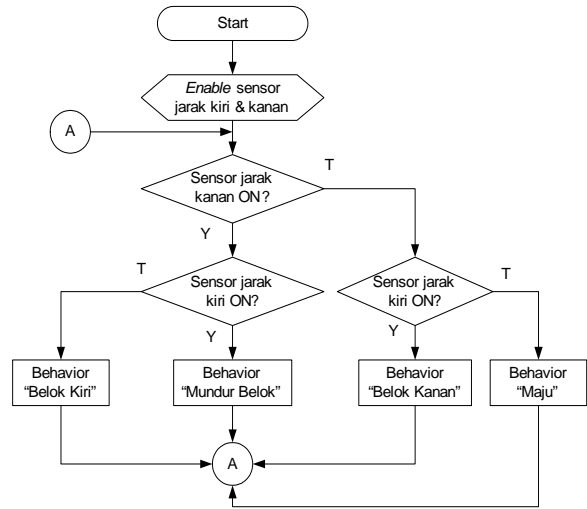 Start
Enable sensor
jarak kiri & kanan
A
Sensor jarak
kanan ON?
T
Y
Sensor jarak
kiri ON?
T
Y
Sensor jarak
kiri ON?
T
Y
Behavior
“Belok Kiri”
Behavior
“Mundur Belok”
Behavior
“Belok Kanan”
Behavior
“Maju”
A